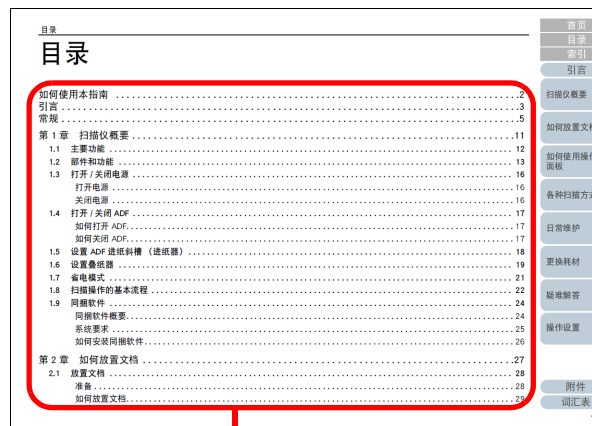 目录
目录
如何使用本指南 ........ 2
引言 ........ 3
常规 ........ 5
第 1 章 扫描仪概要 ........ 11
1.1 主要功能 ........ 12
1.2 部件和功能 ........ 13
1.3 打开 / 关闭电源 ........ 16
打开电源 ........ 16
关闭电源 ........ 16
1.4 打开 / 关闭 ADF ........ 17
如何打开 ADF ........ 17
如何关闭 ADF ........ 17
1.5 设置 ADF 进纸斜槽 （进纸器） ........ 18
1.6 设置叠纸器 ........ 19
1.7 省电模式 ........ 21
1.8 扫描操作的基本流程 ........ 22
1.9 同捆软件 ........ 24
同捆软件概要 ........ 24
系统要求 ........ 25
如何安装同捆软件 ........ 26
第 2 章 如何放置文档 ........ 27
2.1 放置文档 ........ 28
准备 ........ 28
如何放置文档 ........ 29
首页
目录
索引
引言
扫描仪概要
如何放置文档
如何使用操作
面板
各种扫描方式
日常维护
更换耗材
疑难解答
操作设置
附件
词汇表